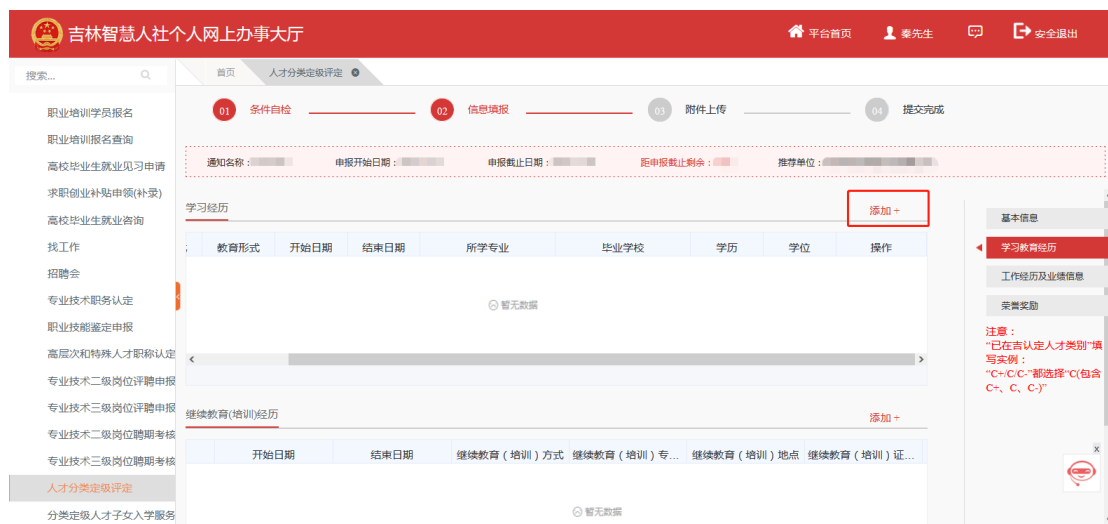 吉林智慧人社个人网上办事大厅
平台首页
秦先生
安全退出
搜索...
首页
人才分类定级评定
01 条件自检
02 信息填报
03 附件上传
04 提交完成
职业培训学员报名
职业培训报名查询
高校毕业生就业见习申请
求职创业补贴申领(补录)
高校毕业生就业咨询
找工作
招聘会
专业技术职务认定
职业技能鉴定申报
高层次和特殊人才职称认定
专业技术二级岗位评聘申报
专业技术三级岗位评聘申报
专业技术二级岗位聘期考核
专业技术三级岗位聘期考核
人才分类定级评定
分类定级人才子女入学服务
通知名称：
申报开始日期：
申报截止日期：
距申报截止剩余：
推荐单位：
学习经历
添加 +
教育形式 开始日期 结束日期 所学专业 毕业学校 学历 学位 操作
暂无数据
继续教育(培训)经历
添加 +
开始日期 结束日期 继续教育（培训）方式 继续教育（培训）专... 继续教育（培训）地点 继续教育（培训）证...
暂无数据
基本信息
学习教育经历
工作经历及业绩信息
荣誉奖励
注意：
“已在吉认定人才类别”填
写实例：
“C+/C/C-”都选择“C(包含
C+、C、C-)”
x